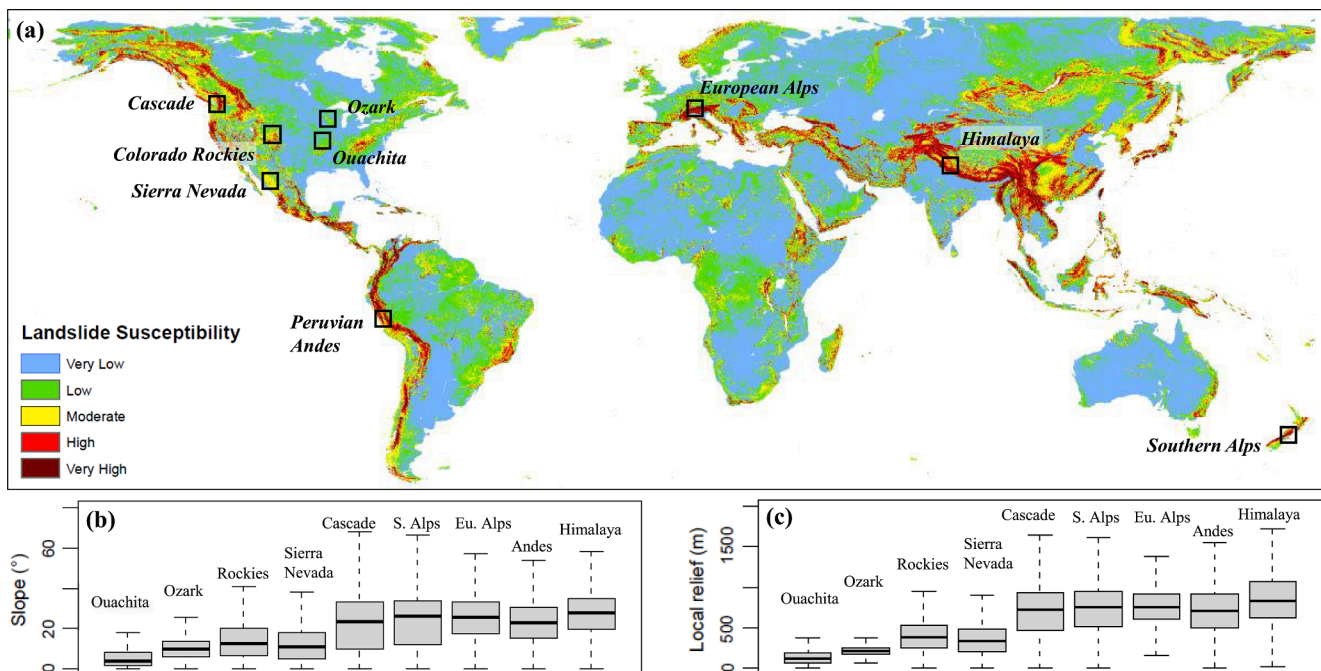 (a)
Cascade
Ozark
Colorado Rockies
Ouachita
Sierra Nevada
European Alps
Himalaya
Peruvian
Andes
Southern Alps
Landslide Susceptibility
Very Low
Low
Moderate
High
Very High
(b)
Slope (°)
60
20
0
Ouachita
Ozark
Rockies
Sierra
Nevada
Cascade
S. Alps
Eu. Alps
Andes
Himalaya
(c)
Local relief (m)
1500
500
0
Ouachita
Ozark
Rockies
Sierra
Nevada
Cascade
S. Alps
Eu. Alps
Andes
Himalaya